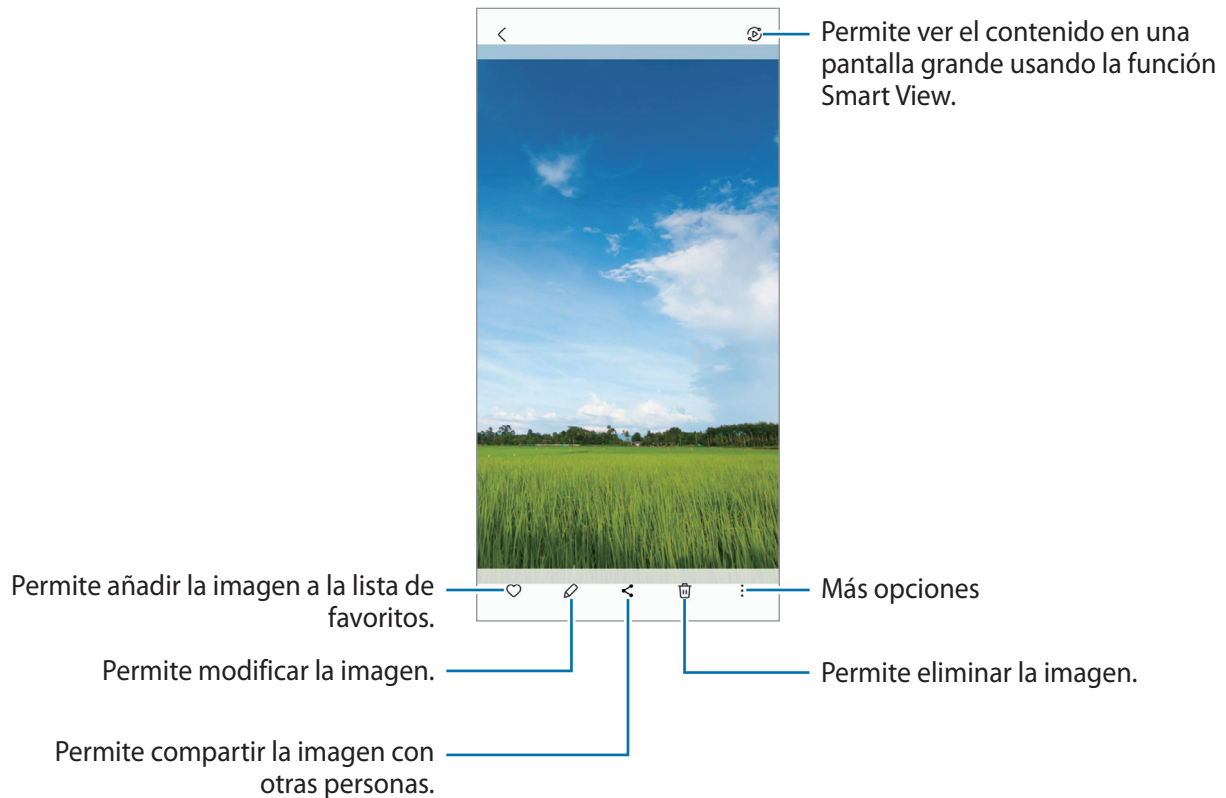 Permite ver el contenido en una
pantalla grande usando la función
Smart View.
Permite añadir la imagen a la lista de
favoritos.
Más opciones
Permite modificar la imagen.
Permite eliminar la imagen.
Permite compartir la imagen con
otras personas.